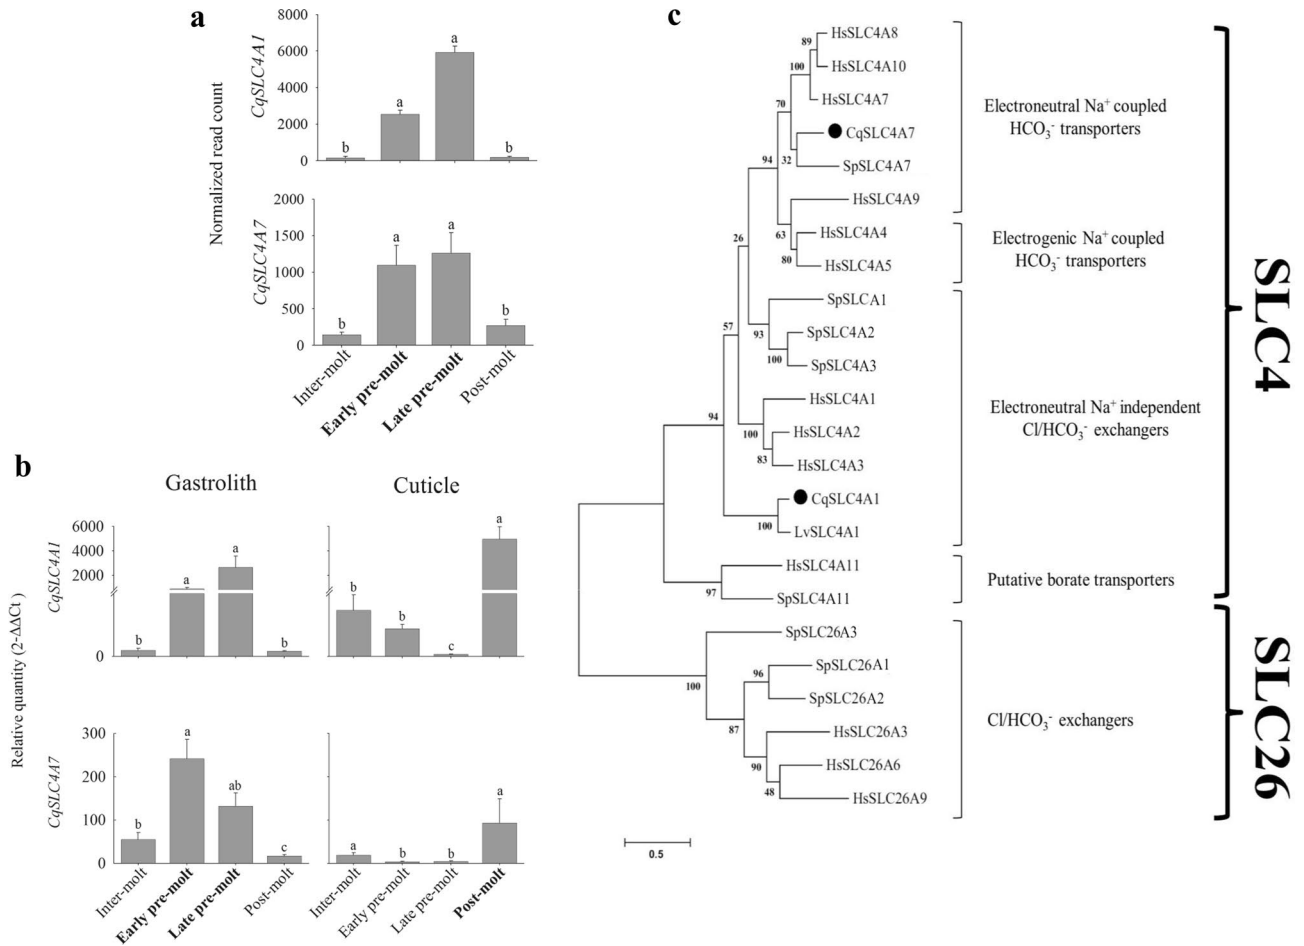 a
Normalized read count
CqSLC4A1
8000
6000
4000
2000
0
b
a
a
b
CqSLC4A7
2000
1500
1000
500
0
b
a
a
b
Inter-molt
Early pre-molt
Late pre-molt
Post-molt
b
Relative quantity (2-ΔΔCt )
Gastrolith
Cuticle
CqSLC4A1
6000
4000
2000
0
b
a
a
b
b
b
c
a
CqSLC4A7
300
200
100
0
b
a
ab
c
a
b
b
a
Inter-molt
Early pre-molt
Late pre-molt
Post-molt
Inter-molt
Early pre-molt
Late pre-molt
Post-molt
c
HsSLC4A8
89
HsSLC4A10
100
HsSLC4A7
70
CqSLC4A7
32
SpSLC4A7
94
HsSLC4A9
HsSLC4A4
63
80
HsSLC4A5
26
SpSLCA1
93
SpSLC4A2
57
100
SpSLC4A3
HsSLC4A1
94
100
HsSLC4A2
83
HsSLC4A3
CqSLC4A1
100
LvSLC4A1
HsSLC4A11
97
SpSLC4A11
SpSLC26A3
100
SpSLC26A1
96
SpSLC26A2
87
HsSLC26A3
90
HsSLC26A6
48
HsSLC26A9
0.5
Electroneutral Na+ coupled
HCO3- transporters
Electrogenic Na+ coupled
HCO3- transporters
Electroneutral Na+ independent
Cl/HCO3- exchangers
Putative borate transporters
Cl/HCO3- exchangers
SLC4
SLC26